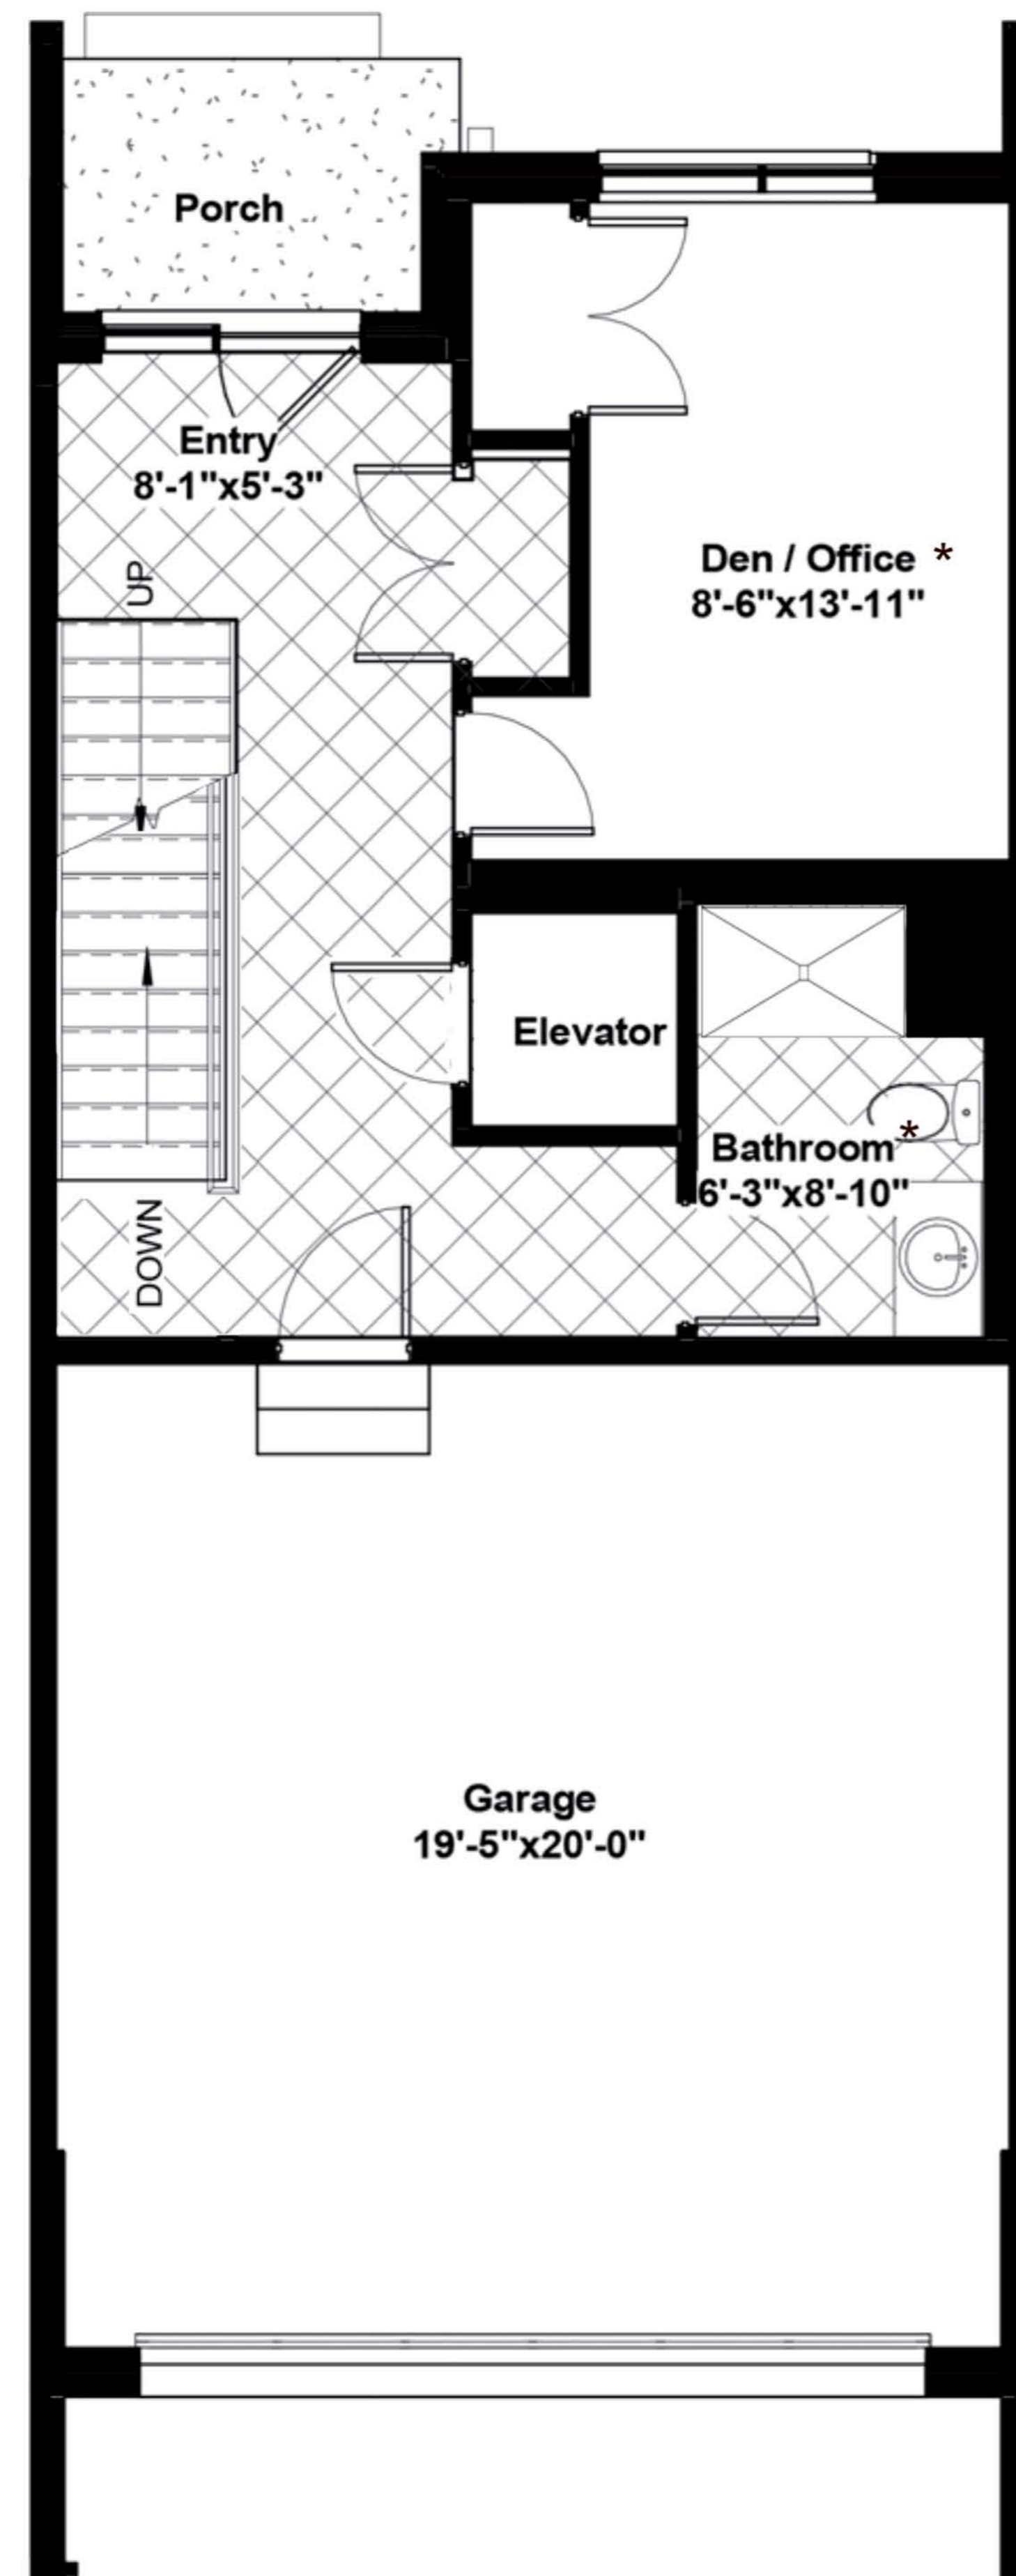 Porch
Entry
8'-1"x5'-3"
UP
Den / Office *
8'-6"x13'-11"
Elevator
Bathroom *
6'-3"x8'-10"
DOWN
Garage
19'-5"x20'-0"